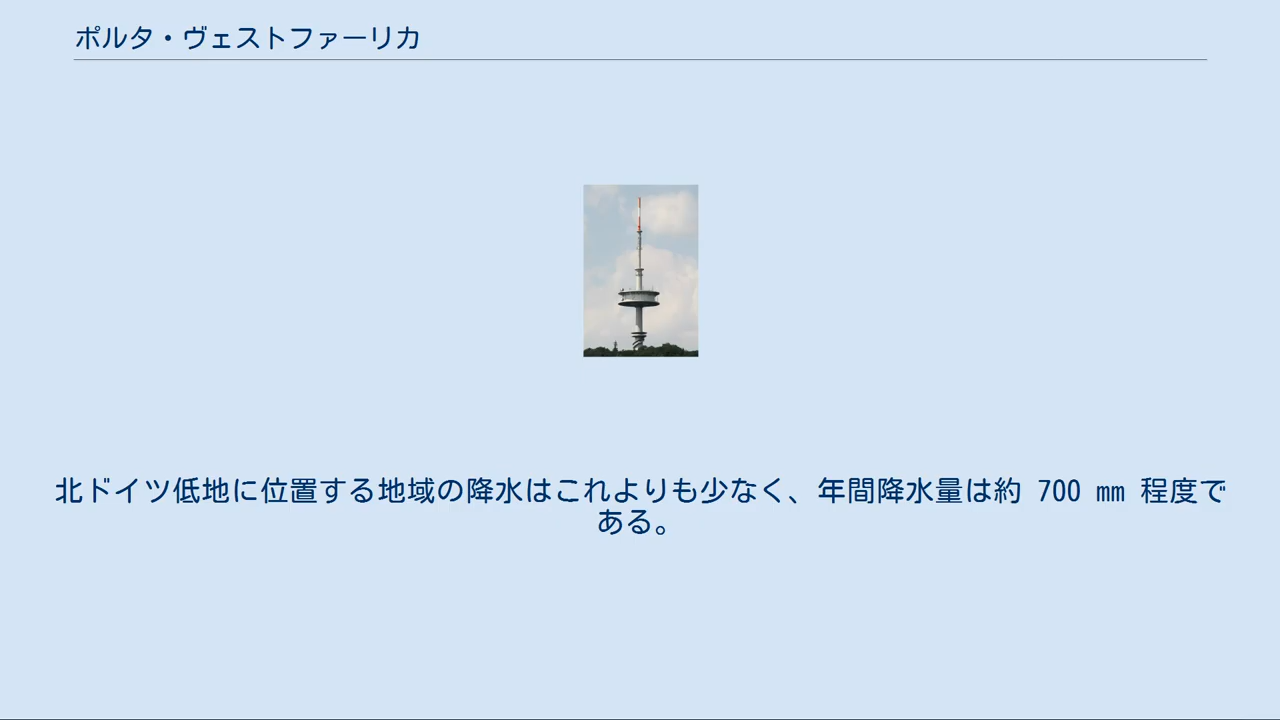 ポルタ・ヴェストファーリカ
北ドイツ低地に位置する地域の降水はこれよりも少なく、年間降水量は約 700 mm 程度で
ある。